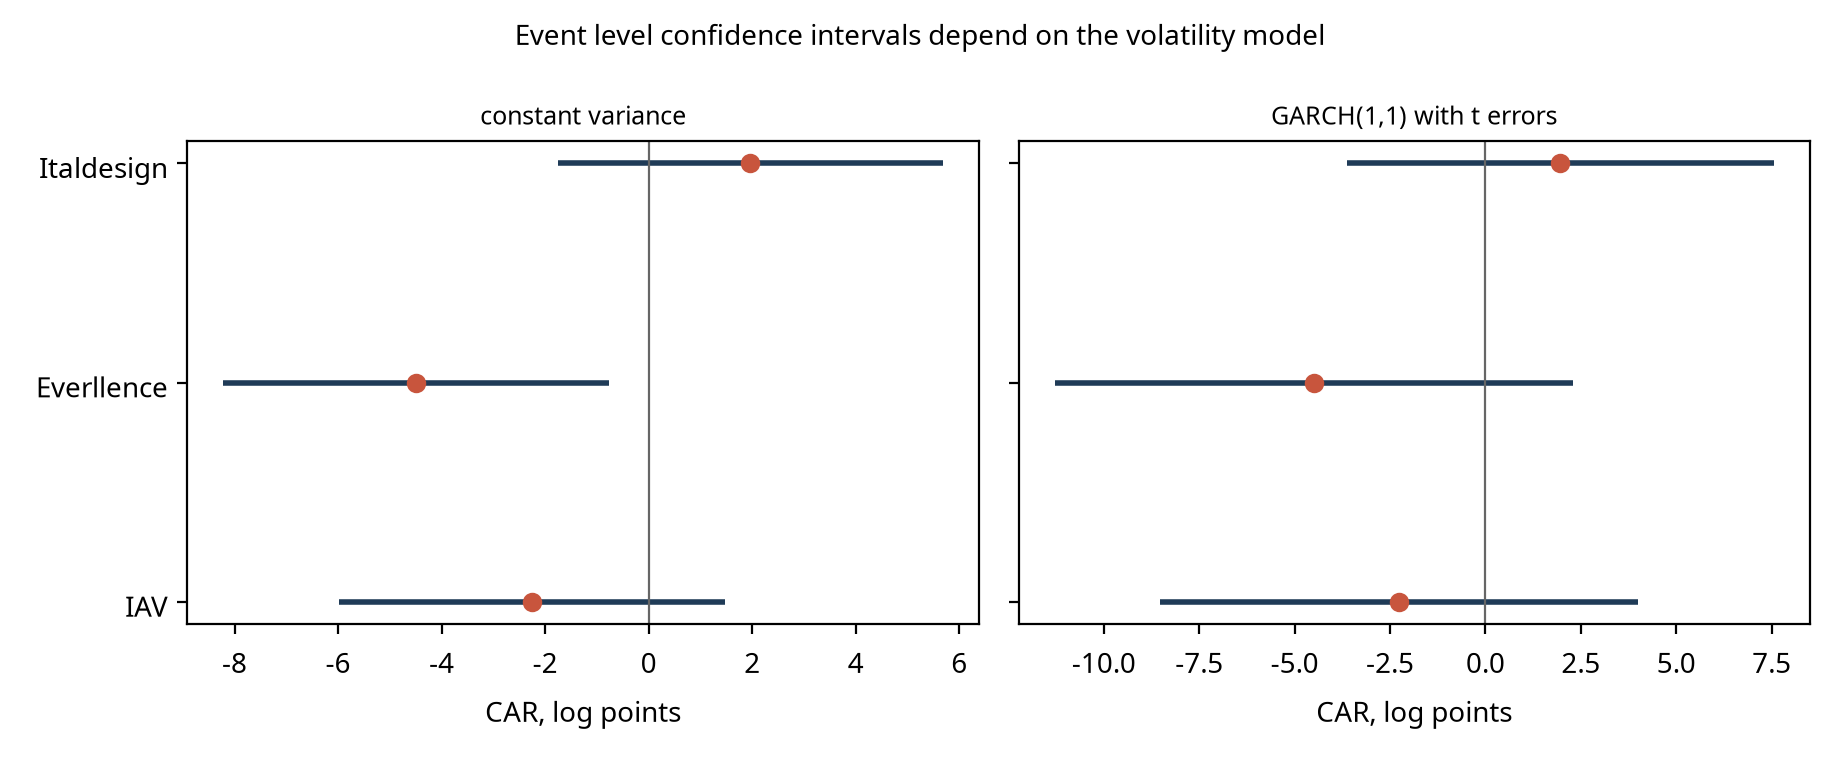 Event level confidence intervals depend on the volatility model
constant variance
Italdesign
Everllence
IAV
-8 -6 -4 -2 0 2 4 6
CAR, log points
GARCH(1,1) with t errors
-10.0 -7.5 -5.0 -2.5 0.0 2.5 5.0 7.5
CAR, log points